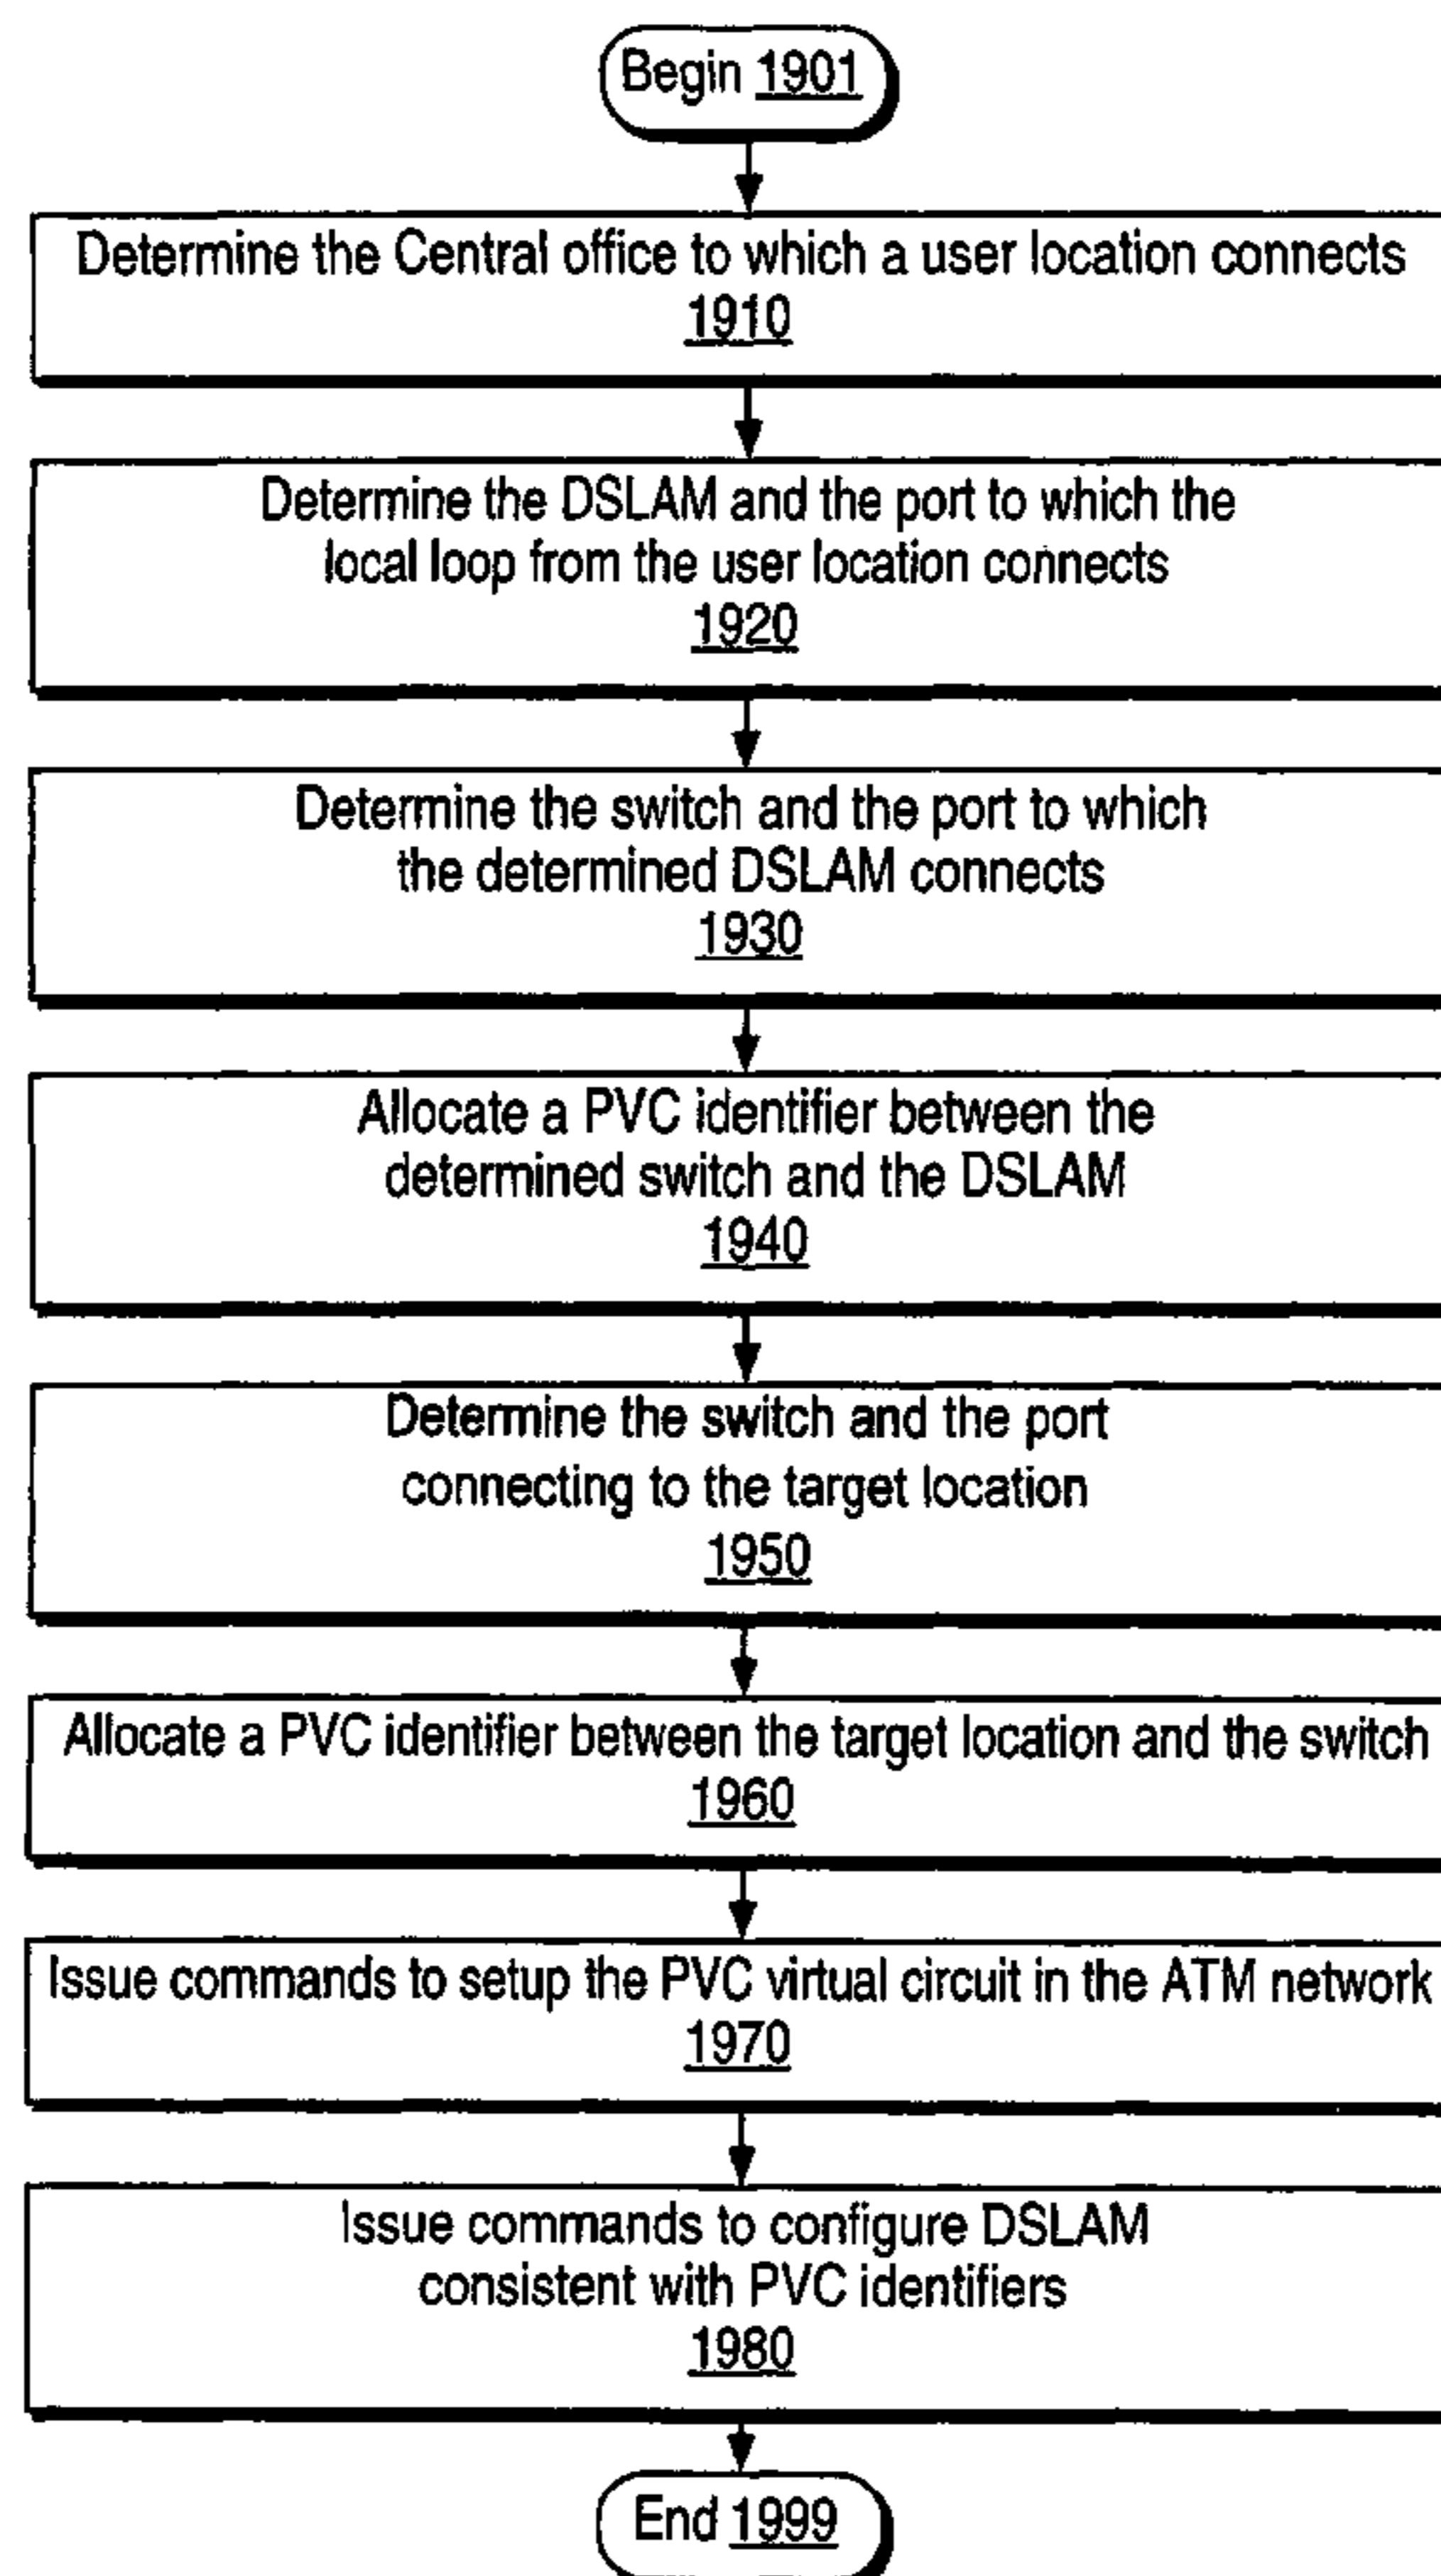 Begin 1901
Determine the Central office to which a user location connects
1910
Determine the DSLAM and the port to which the
local loop from the user location connects
1920
Determine the switch and the port to which
the determined DSLAM connects
1930
Allocate a PVC identifier between the
determined switch and the DSLAM
1940
Determine the switch and the port
connecting to the target location
1950
Allocate a PVC identifier between the target location and the switch
1960
Issue commands to setup the PVC virtual circuit in the ATM network
1970
Issue commands to configure DSLAM
consistent with PVC identifiers
1980
End 1999